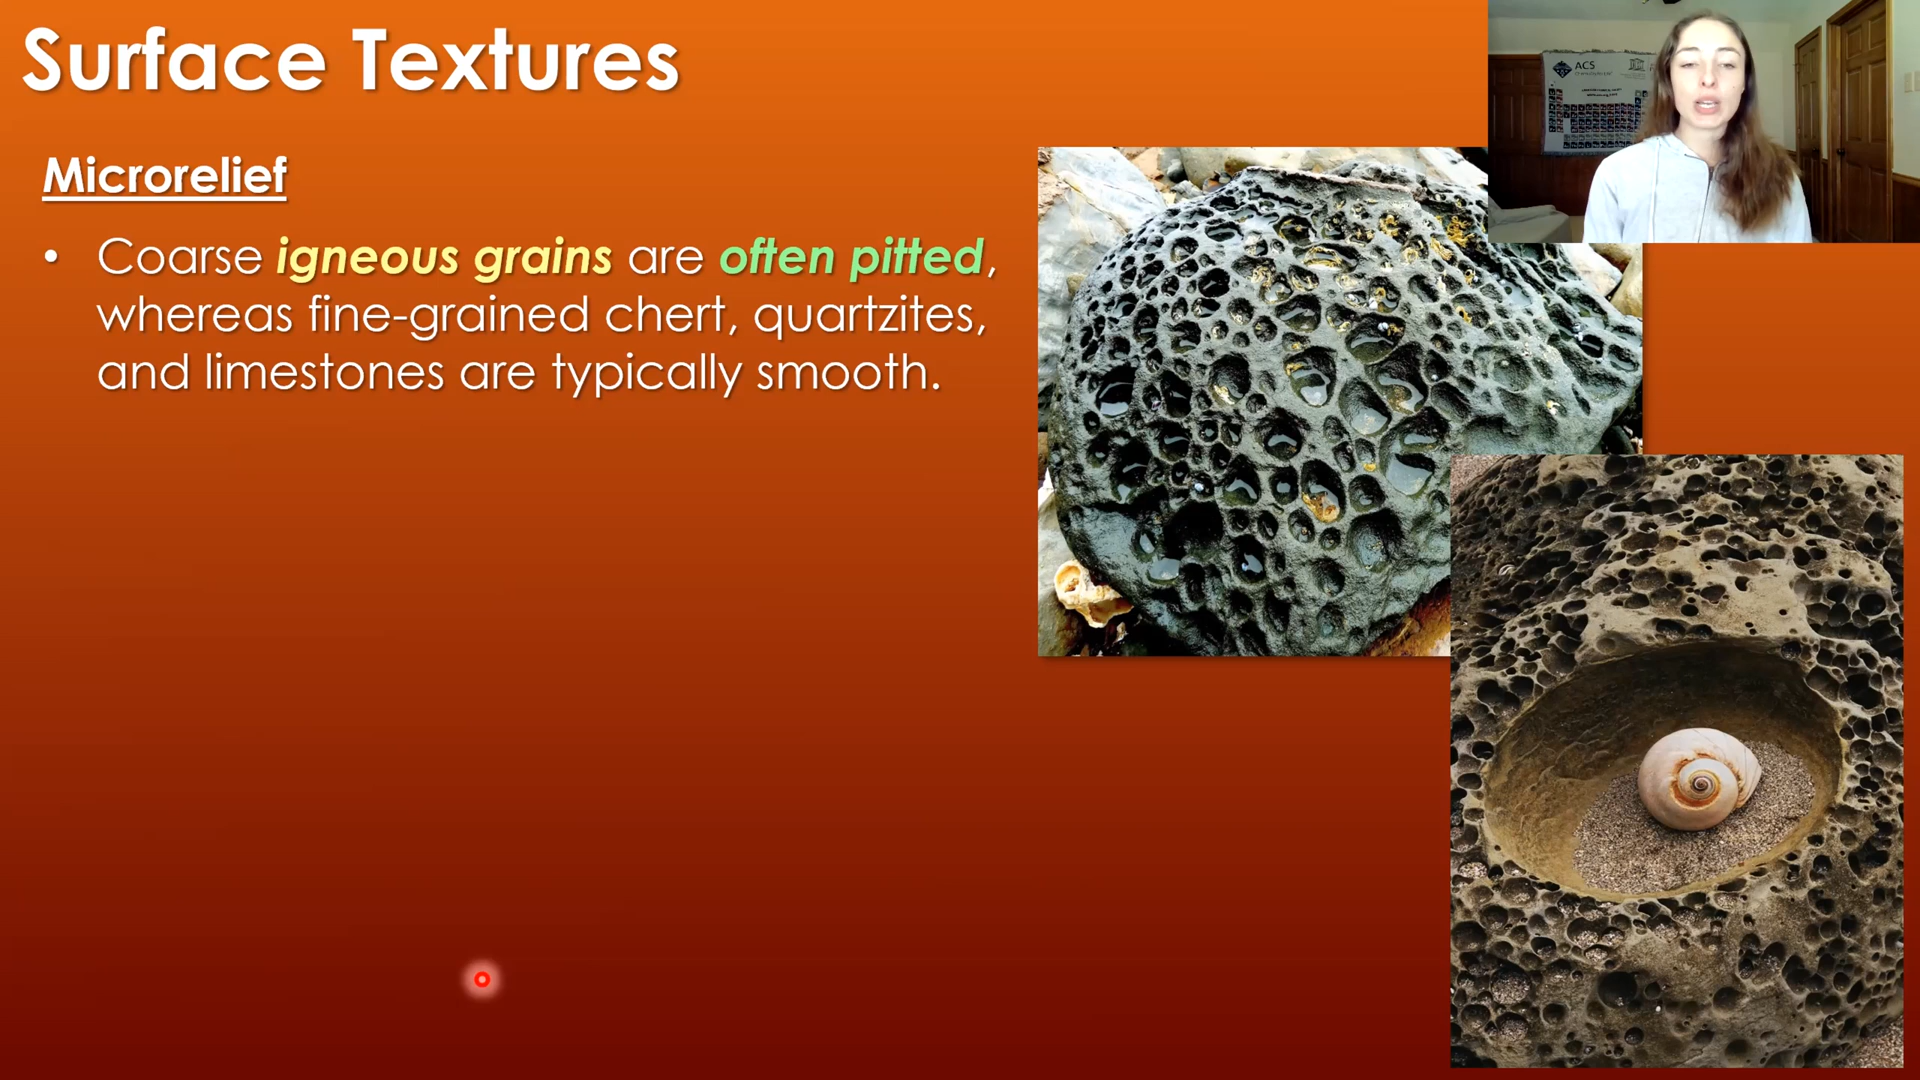 Surface Textures
ACS
Microrelief
• Coarse igneous grains are often pitted,
whereas fine-grained chert, quartzites,
and limestones are typically smooth.